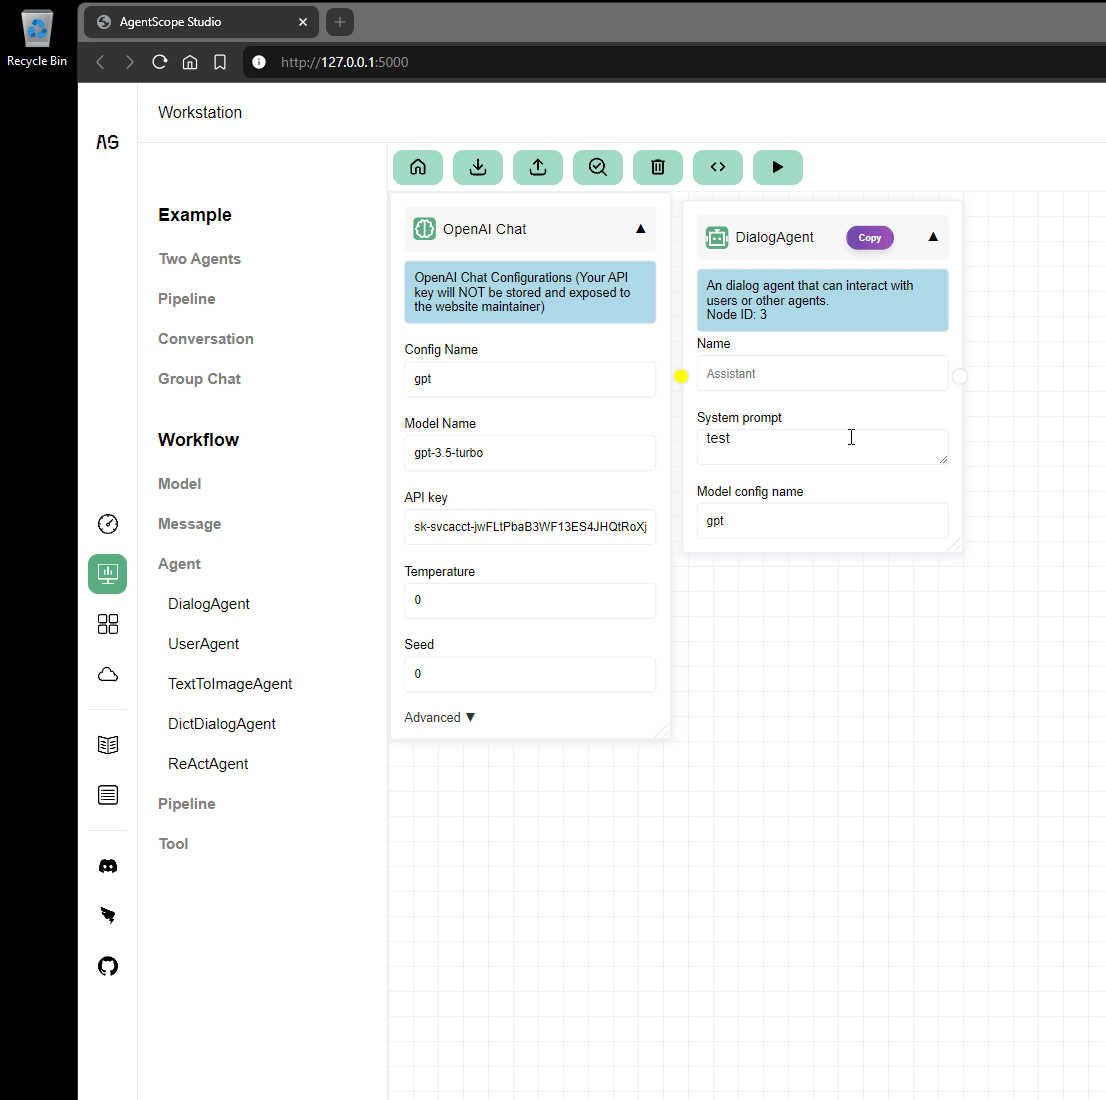 Recycle Bin
AgentScope Studio
http://127.0.0.1:5000
AS
Workstation
Example
Two Agents
Pipeline
Conversation
Group Chat
Workflow
Model
Message
Agent
DialogAgent
UserAgent
TextToImageAgent
DictDialogAgent
ReActAgent
Pipeline
Tool
OpenAI Chat
OpenAI Chat Configurations (Your API
key will NOT be stored and exposed to
the website maintainer)
Config Name
gpt
Model Name
gpt-3.5-turbo
API key
sk-svcacct-jwFLtPbaB3WF13ES4JHQtRoXj
Temperature
0
Seed
0
Advanced ▼
DialogAgent
Copy
An dialog agent that can interact with
users or other agents.
Node ID: 3
Name
Assistant
System prompt
test
Model config name
gpt